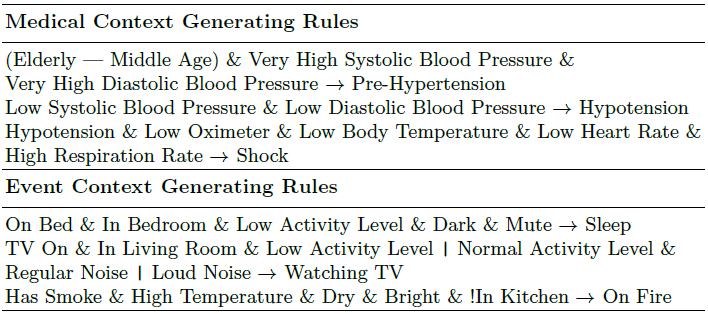 Medical Context Generating Rules
(Elderly — Middle Age) & Very High Systolic Blood Pressure &
Very High Diastolic Blood Pressure → Pre-Hypertension
Low Systolic Blood Pressure & Low Diastolic Blood Pressure → Hypotension
Hypotension & Low Oximeter & Low Body Temperature & Low Heart Rate &
High Respiration Rate → Shock
Event Context Generating Rules
On Bed & In Bedroom & Low Activity Level & Dark & Mute → Sleep
TV On & In Living Room & Low Activity Level | Normal Activity Level &
Regular Noise | Loud Noise → Watching TV
Has Smoke & High Temperature & Dry & Bright & !In Kitchen → On Fire